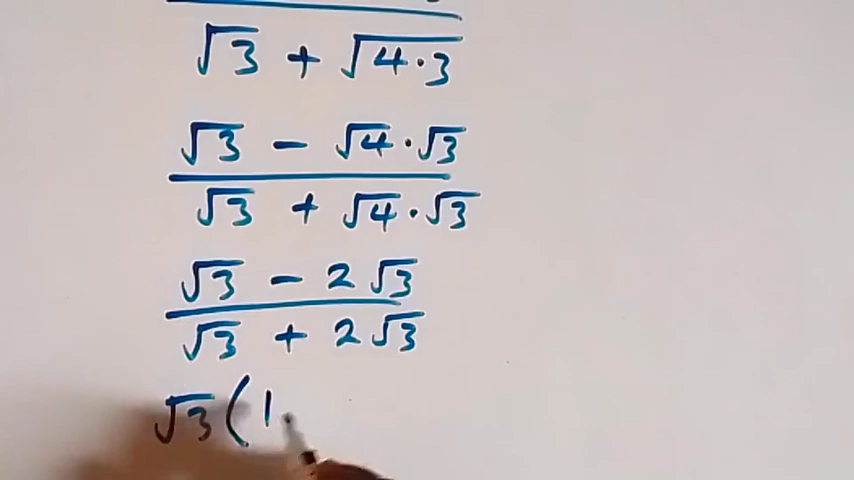 √3 + √4·3
√3 - √4·√3
√3 + √4·√3
√3 - 2√3
√3 + 2√3
√3(1